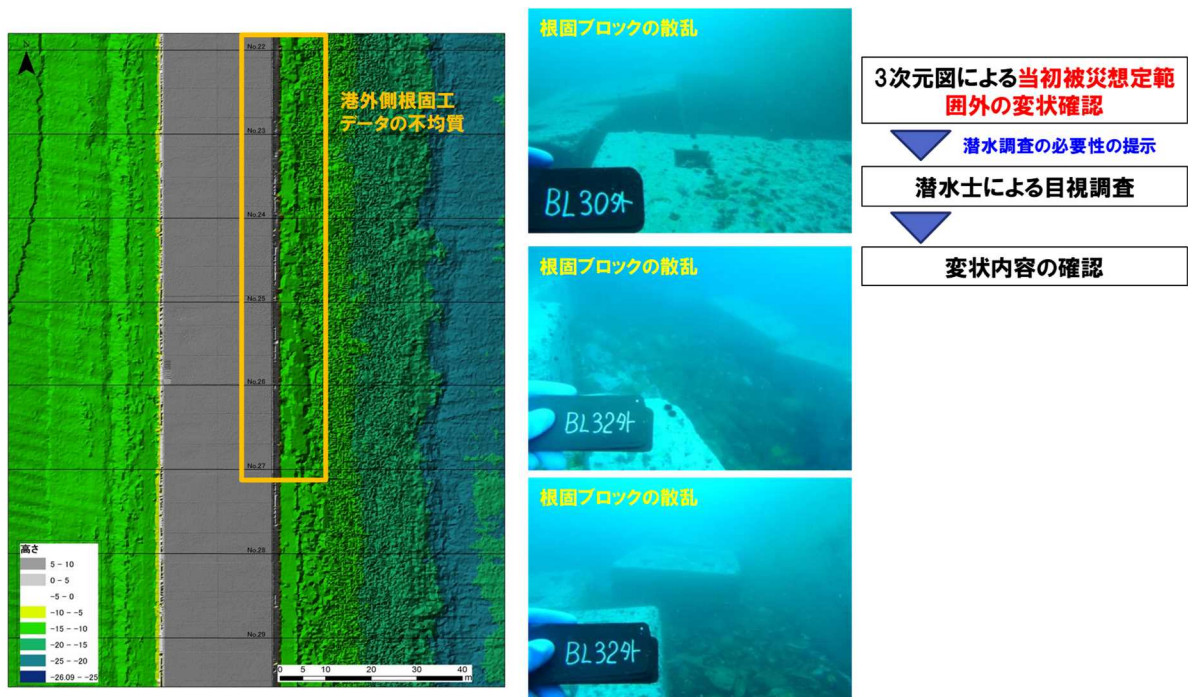 No.22
港外側根固工
データの不均質
No.23
No.24
No.25
No.26
No.27
No.28
No.29
高さ
5 - 10
0 - 5
-5 - 0
-10 - -5
-15 - -10
-20 - -15
-25 - -20
-26.09 - -25
0 5 10 20 30 40
m
根固ブロックの散乱
BL30外
根固ブロックの散乱
BL32外
根固ブロックの散乱
BL32外
3次元図による当初被災想定範
囲外の変状確認
潜水調査の必要性の提示
潜水士による目視調査
変状内容の確認